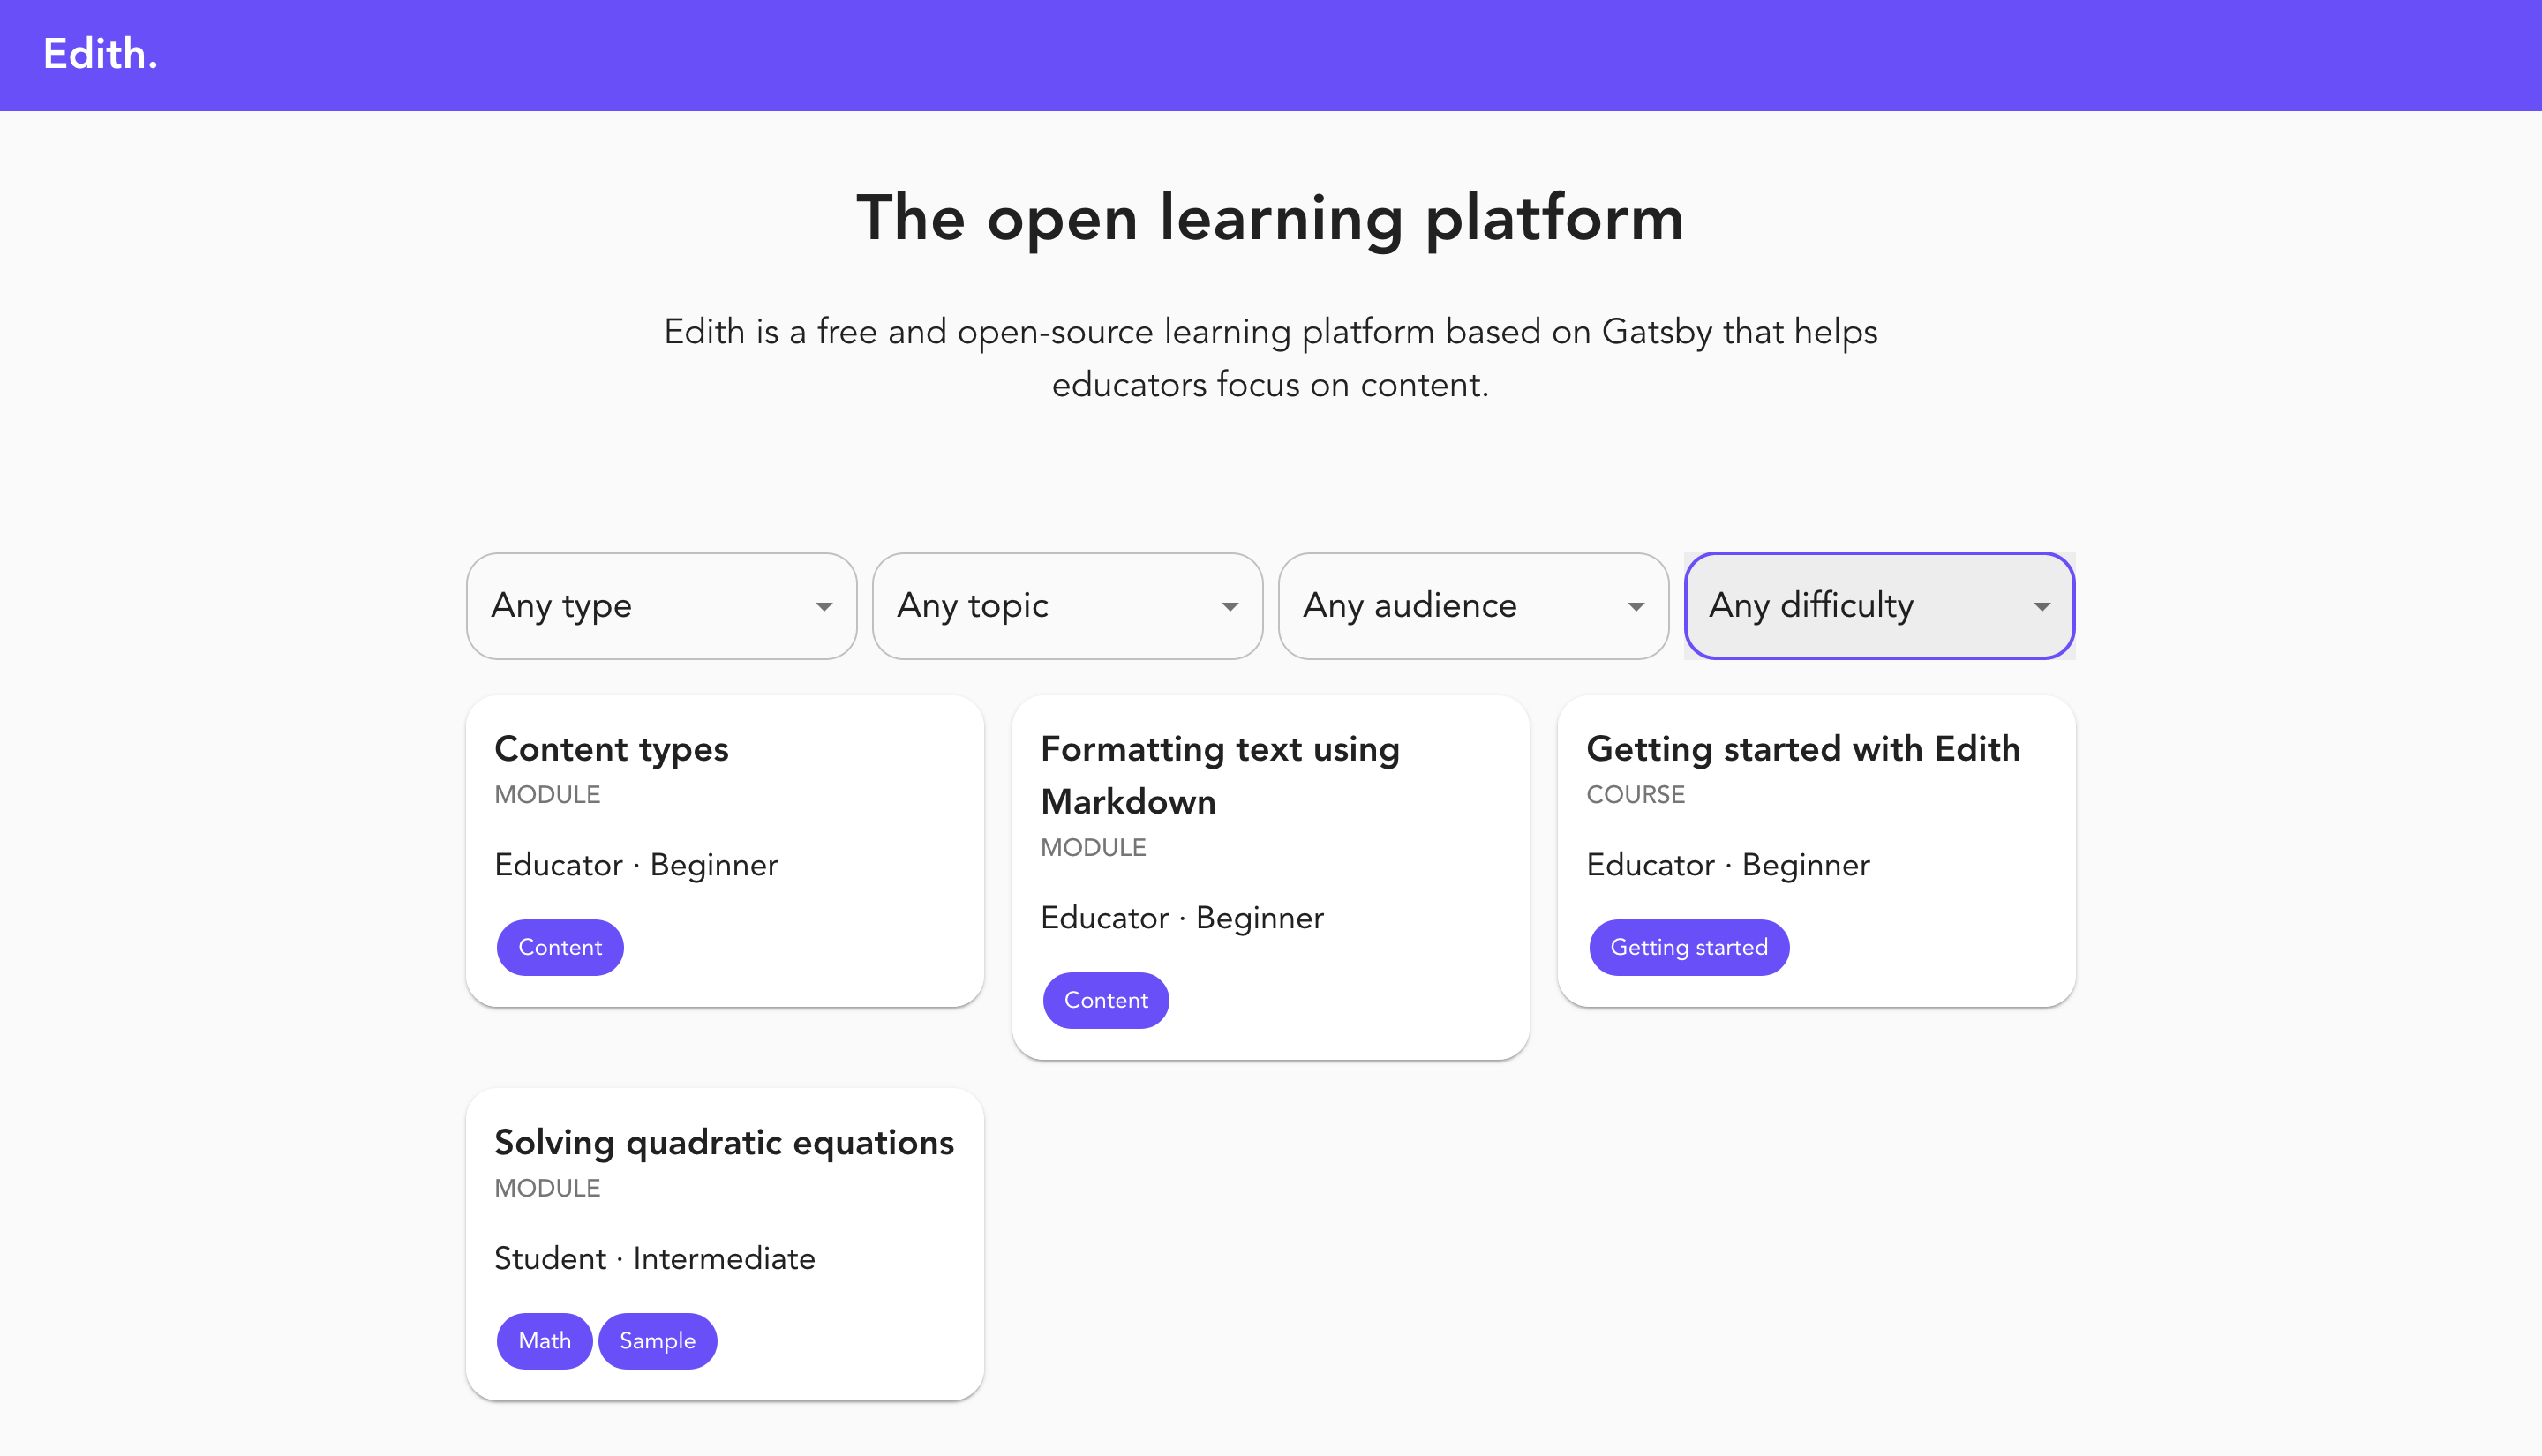 Edith.
The open learning platform
Edith is a free and open-source learning platform based on Gatsby that helps
educators focus on content.
Any type
Any topic
Any audience
Any difficulty
Content types
MODULE
Educator · Beginner
Content
Formatting text using
Markdown
MODULE
Educator · Beginner
Content
Getting started with Edith
COURSE
Educator · Beginner
Getting started
Solving quadratic equations
MODULE
Student · Intermediate
Math
Sample